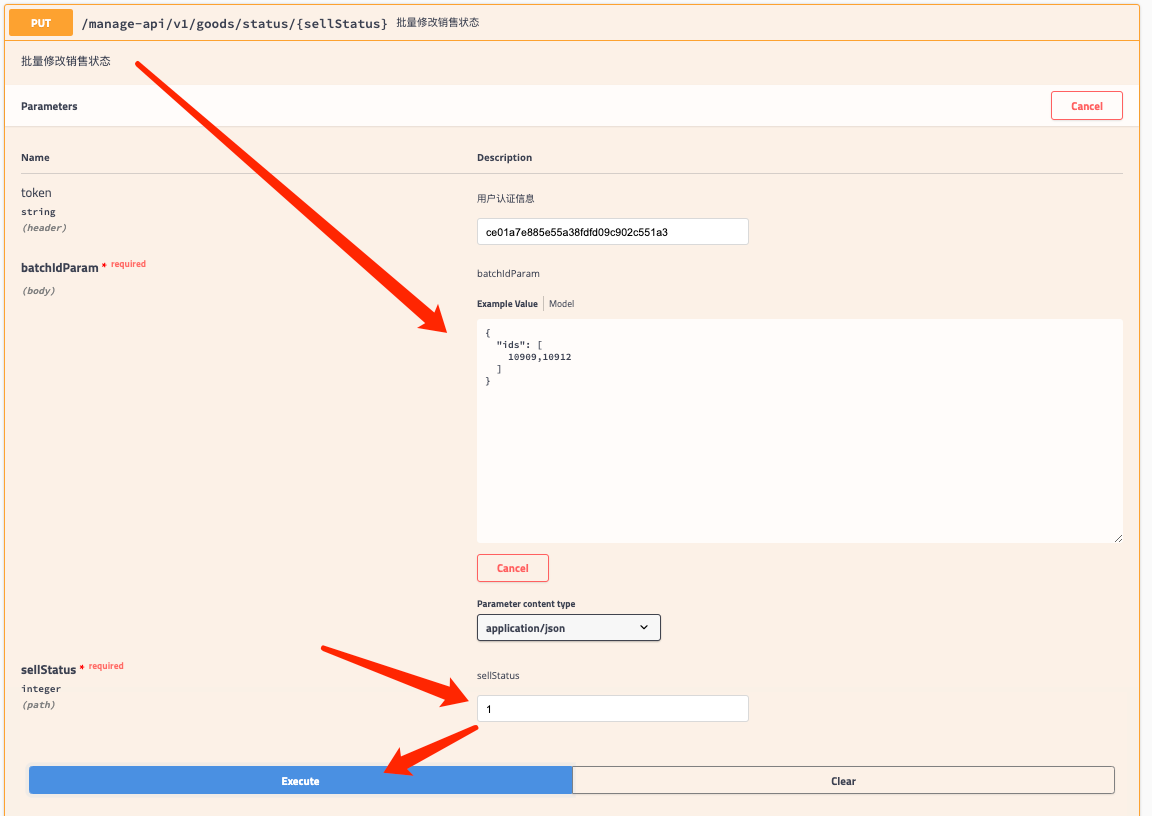 PUT /manage-api/v1/goods/status/{sellStatus} 批量修改销售状态
批量修改销售状态
Parameters Cancel
Name Description
token 用户认证信息
string
(header) ce01a7e885e55a38fdfd09c902c551a3
batchIdParam * required batchIdParam
(body)
Example Value Model
{
"ids": [
10909,10912
]
}
Cancel
Parameter content type
application/json
sellStatus * required sellStatus
integer
(path) 1
Execute Clear